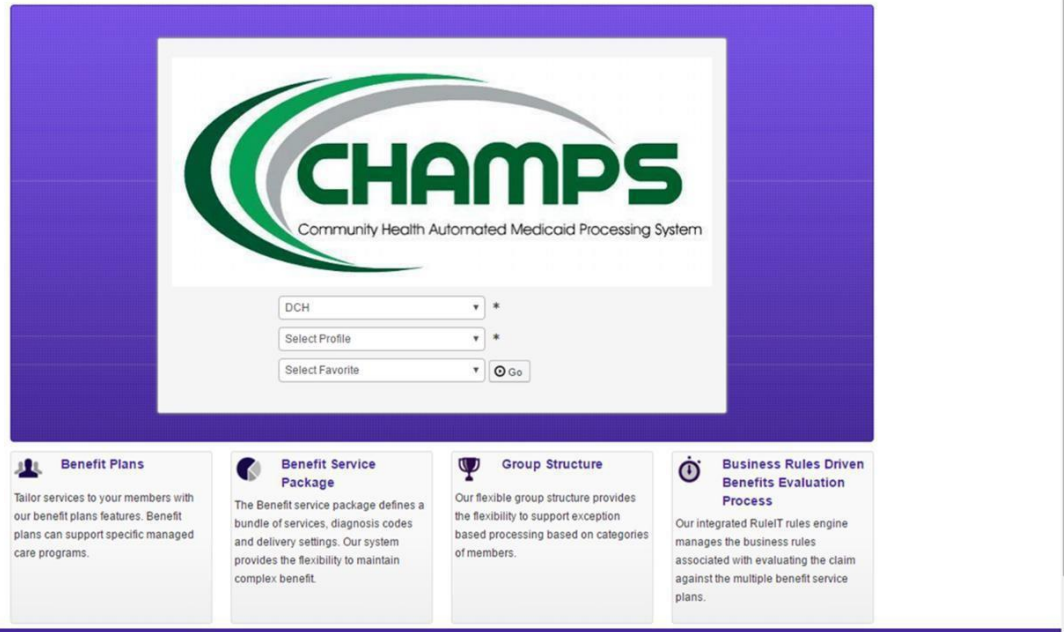 CHAMPS
Community Health Automated Medicaid Processing System
DCH
*
Select Profile
*
Select Favorite
Go
Benefit Plans
Tailor services to your members with
our benefit plans features. Benefit
plans can support specific managed
care programs.
Benefit Service
Package
The Benefit service package defines a
bundle of services, diagnosis codes
and delivery settings. Our system
provides the flexibility to maintain
complex benefit.
Group Structure
Our flexible group structure provides
the flexibility to support exception
based processing based on categories
of members.
Business Rules Driven
Benefits Evaluation
Process
Our integrated RuleIT rules engine
manages the business rules
associated with evaluating the claim
against the multiple benefit service
plans.